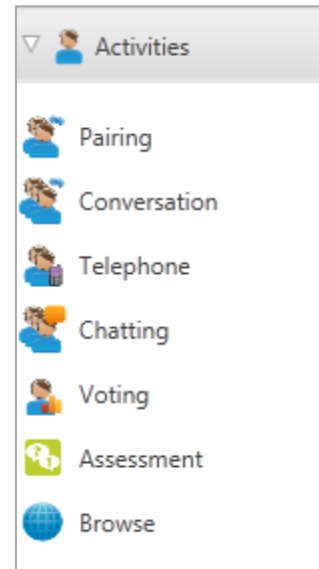 Activities
Pairing
Conversation
Telephone
Chatting
Voting
Assessment
Browse